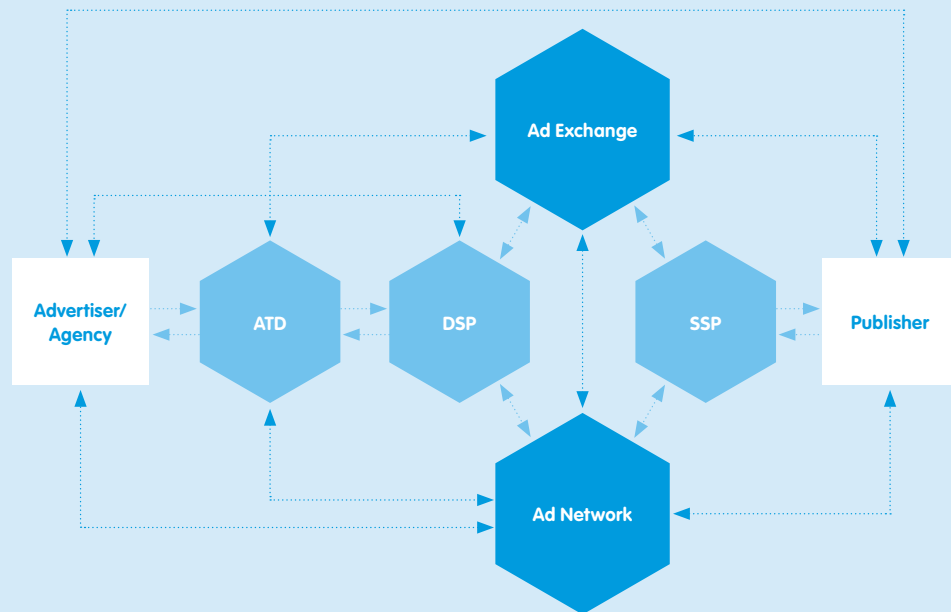 Ad Exchange
Advertiser/
Agency
ATD
DSP
SSP
Publisher
Ad Network